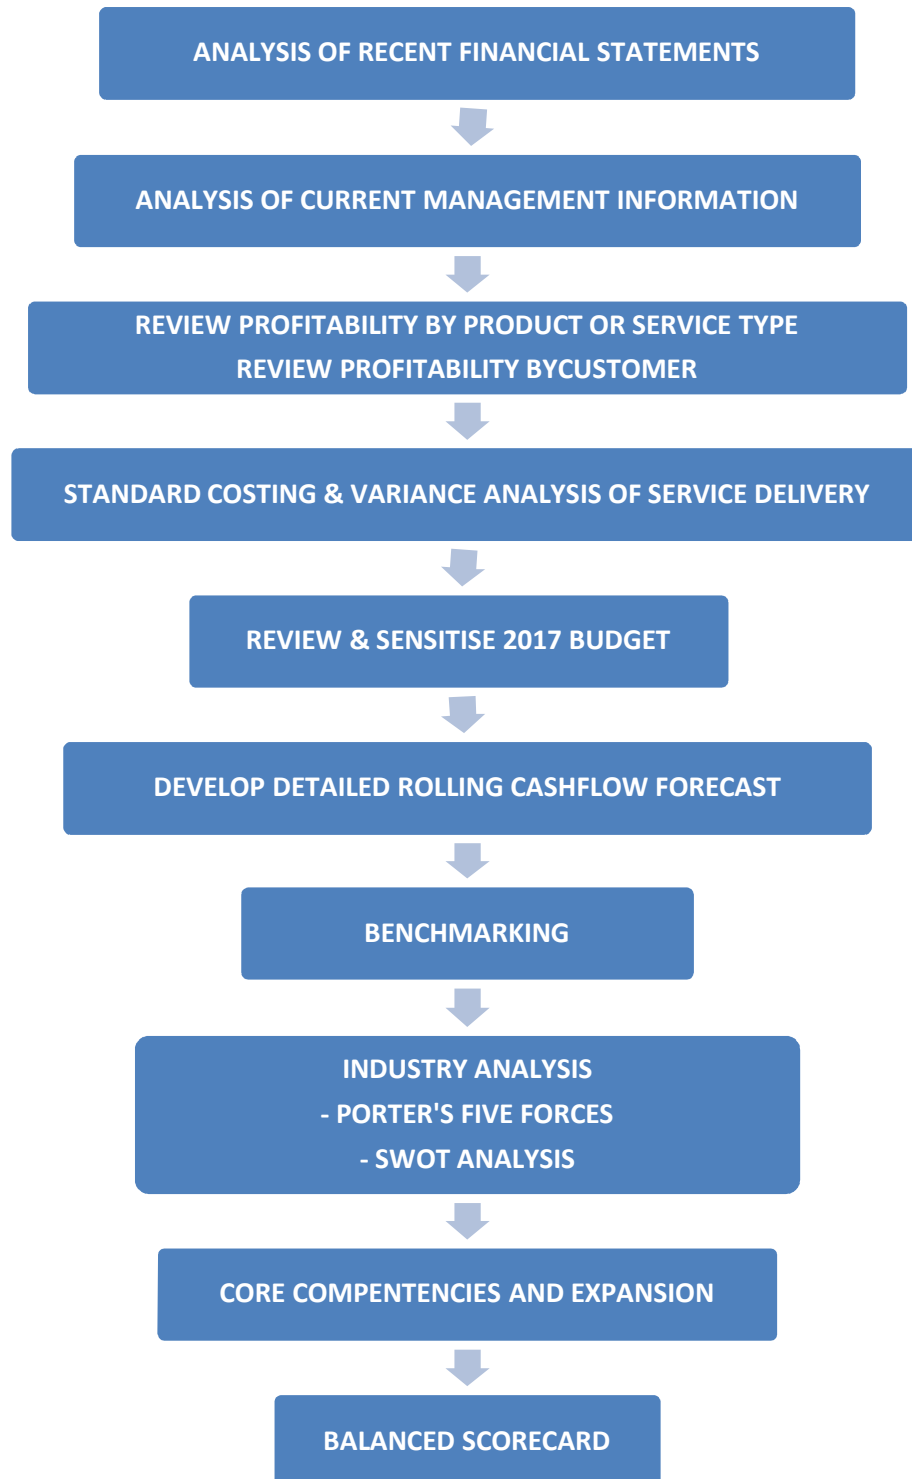 ANALYSIS OF RECENT FINANCIAL STATEMENTS
ANALYSIS OF CURRENT MANAGEMENT INFORMATION
REVIEW PROFITABILITY BY PRODUCT OR SERVICE TYPE
REVIEW PROFITABILITY BYCUSTOMER
STANDARD COSTING & VARIANCE ANALYSIS OF SERVICE DELIVERY
REVIEW & SENSITISE 2017 BUDGET
DEVELOP DETAILED ROLLING CASHFLOW FORECAST
BENCHMARKING
INDUSTRY ANALYSIS
- PORTER'S FIVE FORCES
- SWOT ANALYSIS
CORE COMPENTENCIES AND EXPANSION
BALANCED SCORECARD